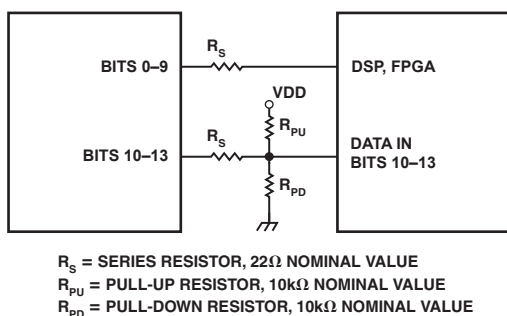 R_S
BITS 0–9
DSP, FPGA
VDD
R_PU
R_S
BITS 10–13
DATA IN
BITS 10–13
R_PD
R_S = SERIES RESISTOR, 22Ω NOMINAL VALUE
R_PU = PULL-UP RESISTOR, 10kΩ NOMINAL VALUE
R_PD = PULL-DOWN RESISTOR, 10kΩ NOMINAL VALUE